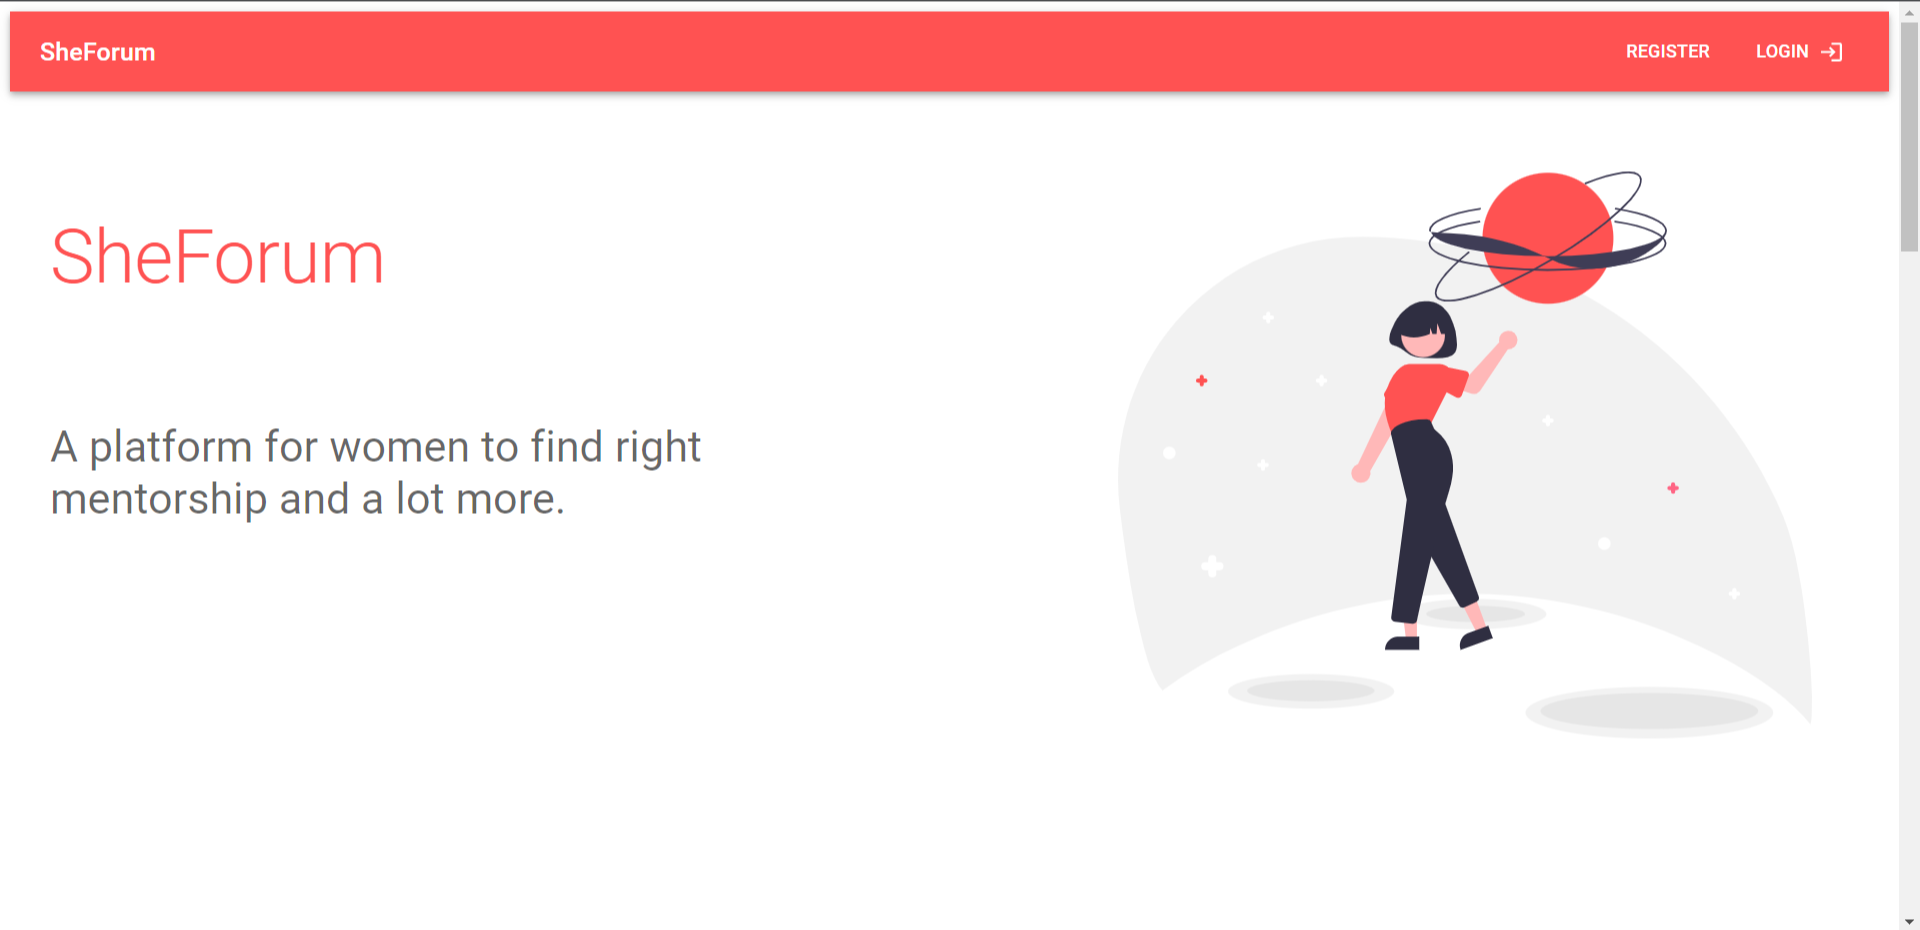 SheForum
REGISTER
LOGIN
SheForum
A platform for women to find right
mentorship and a lot more.